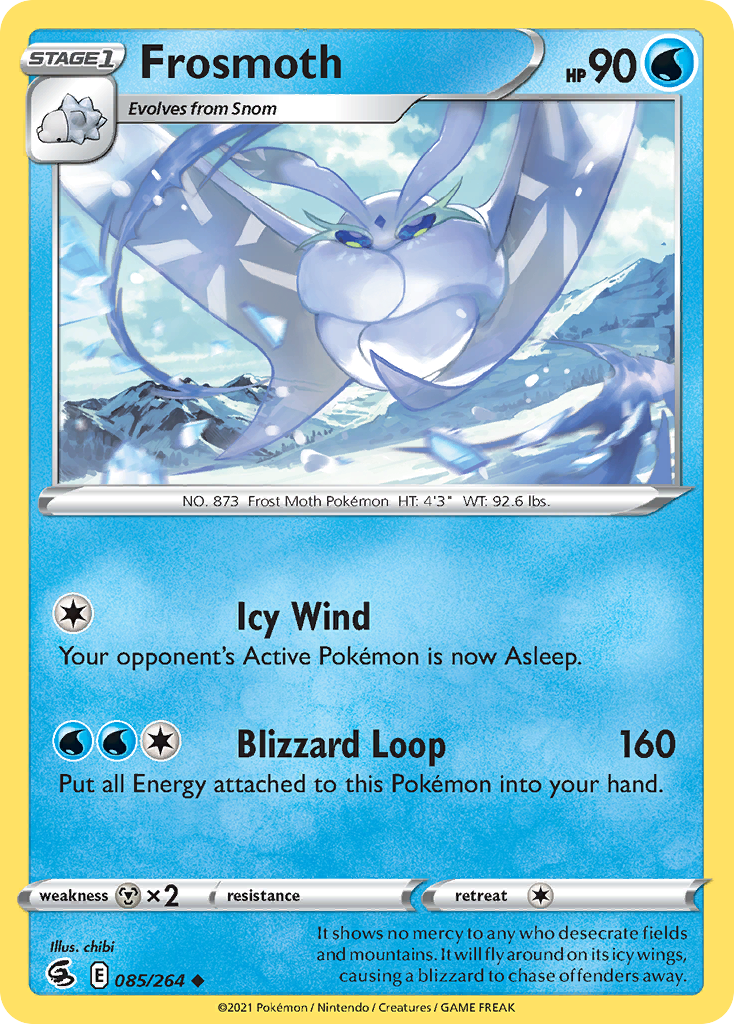 STAGE1 Frosmoth HP 90
Evolves from Snom
NO. 873 Frost Moth Pokémon HT: 4'3" WT: 92.6 lbs.
Icy Wind
Your opponent's Active Pokémon is now Asleep.
Blizzard Loop 160
Put all Energy attached to this Pokémon into your hand.
weakness ×2 resistance retreat
Illus. chibi
E 085/264
It shows no mercy to any who desecrate fields
and mountains. It will fly around on its icy wings,
causing a blizzard to chase offenders away.
©2021 Pokémon / Nintendo / Creatures / GAME FREAK